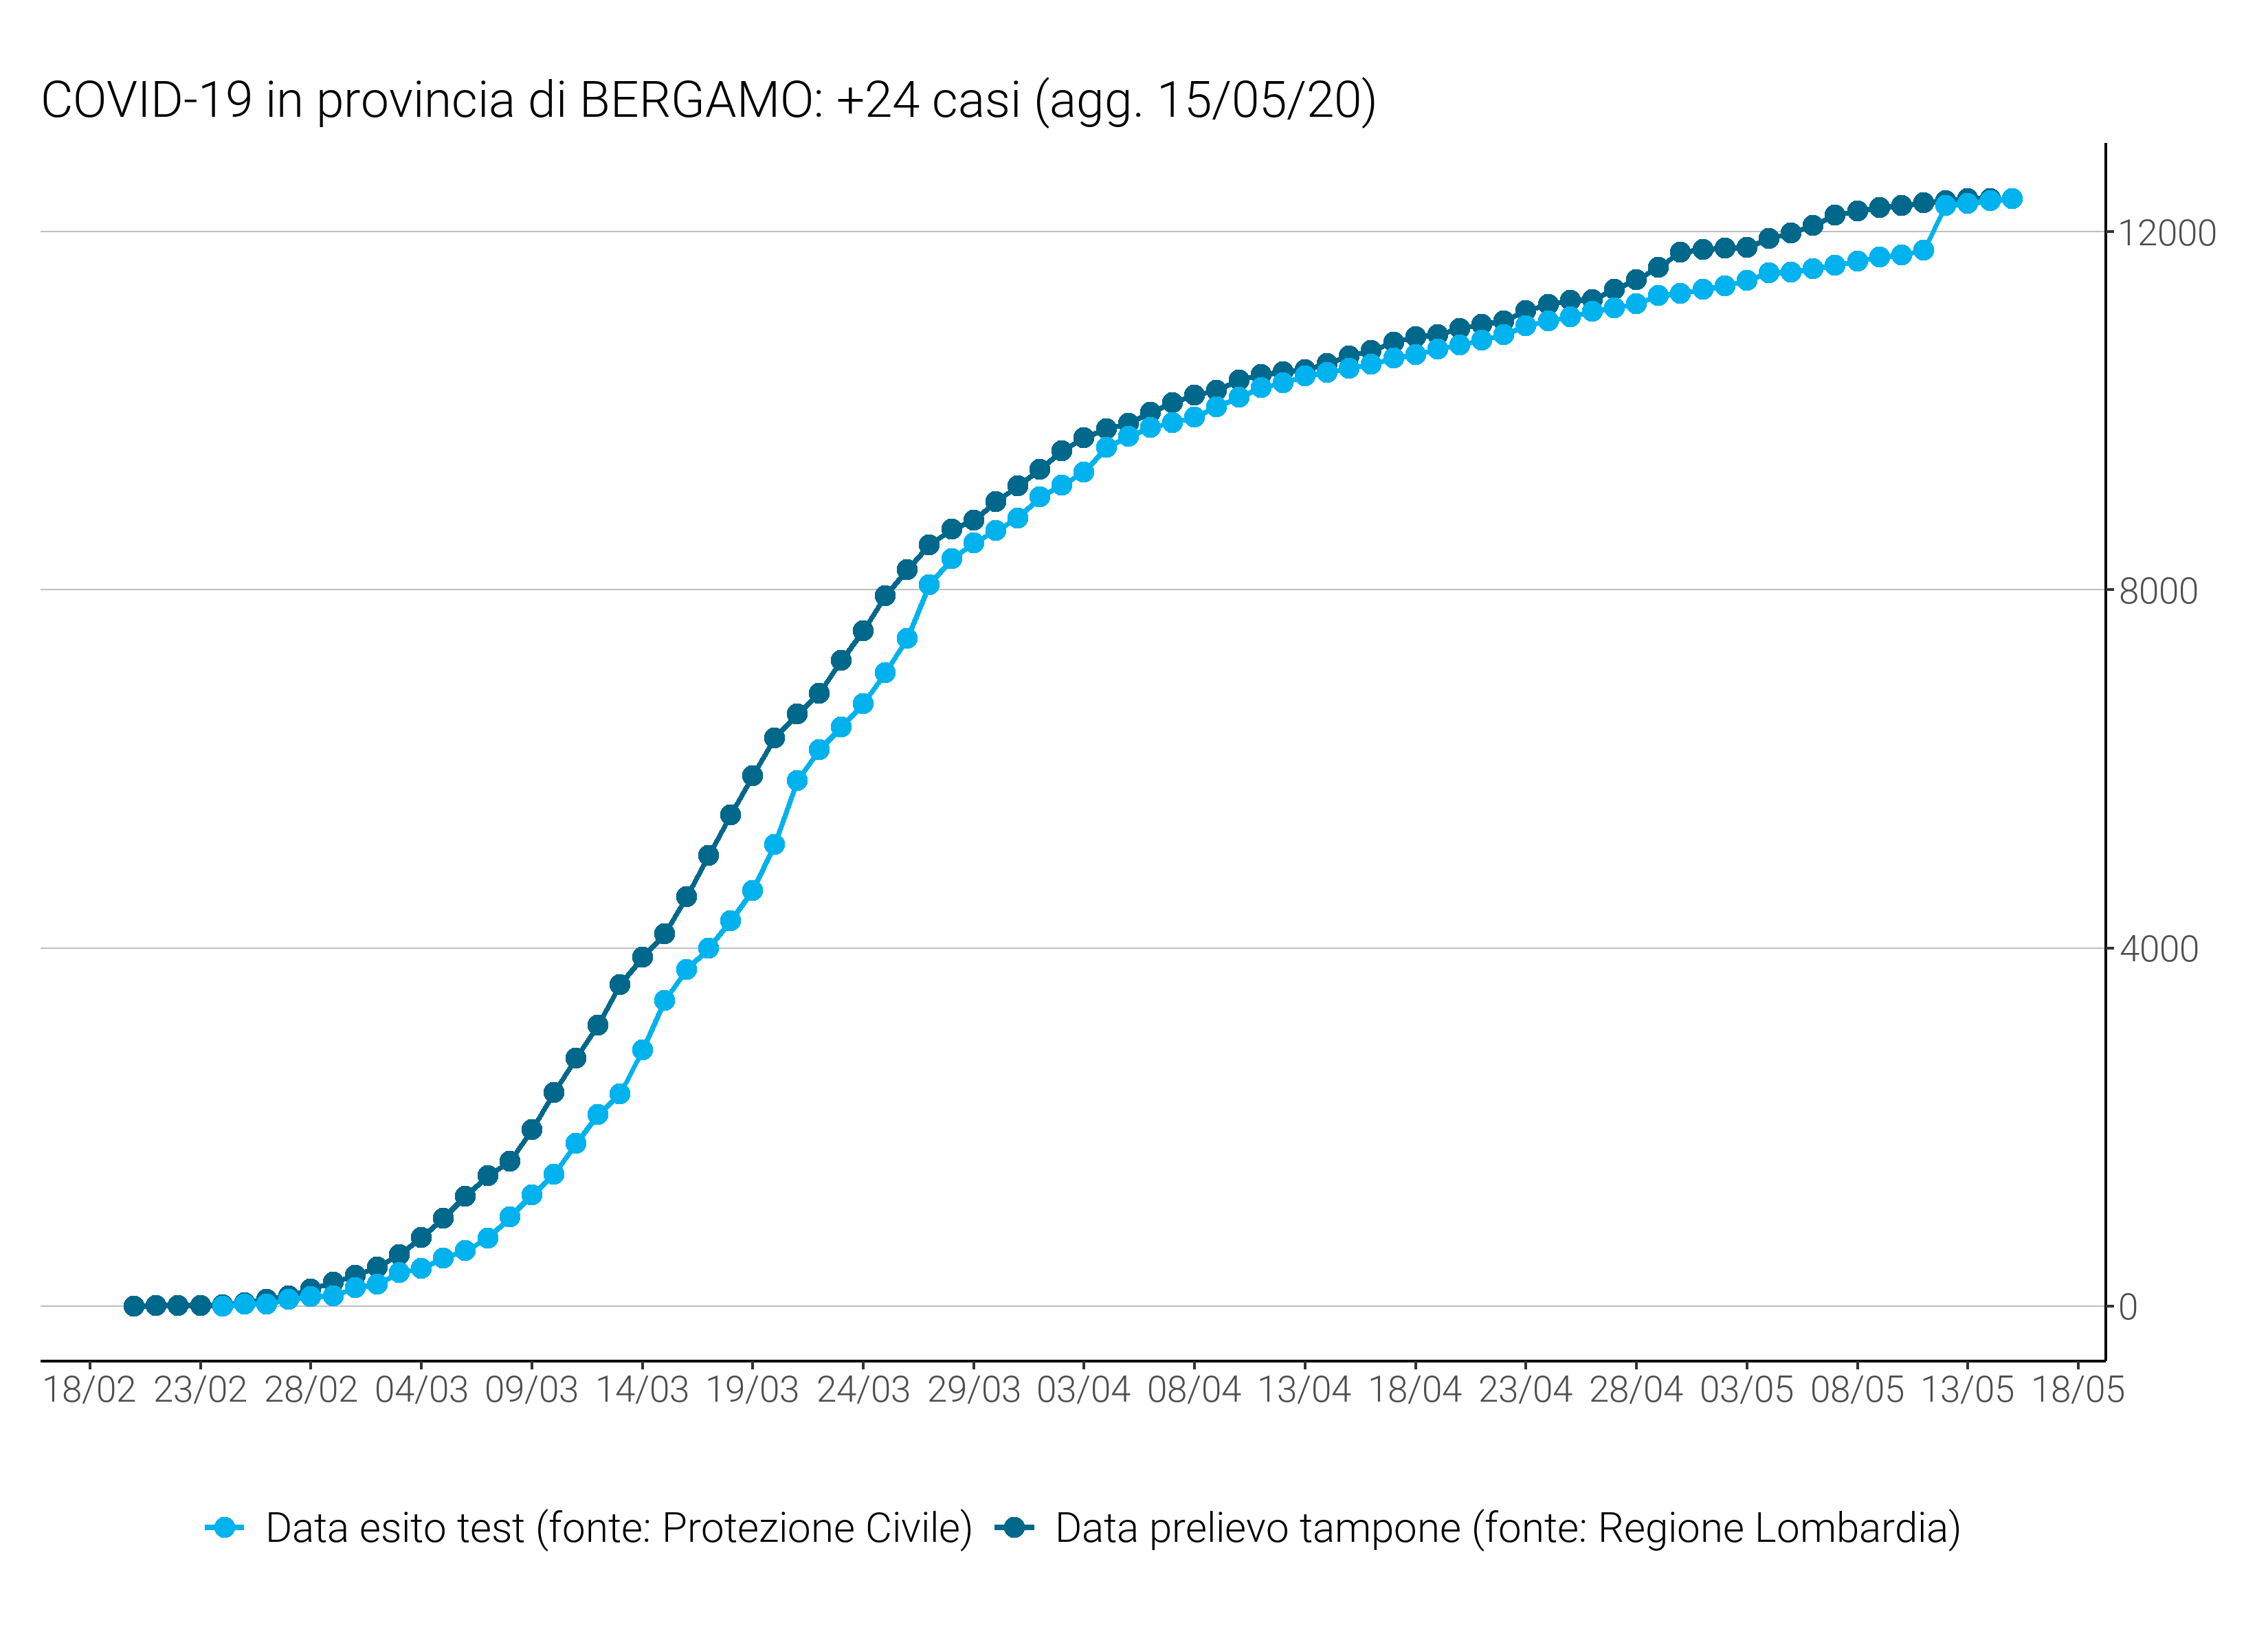 COVID-19 in provincia di BERGAMO: +24 casi (agg. 15/05/20)
12000
8000
4000
0
18/02 23/02 28/02 04/03 09/03 14/03 19/03 24/03 29/03 03/04 08/04 13/04 18/04 23/04 28/04 03/05 08/05 13/05 18/05
Data esito test (fonte: Protezione Civile) Data prelievo tampone (fonte: Regione Lombardia)